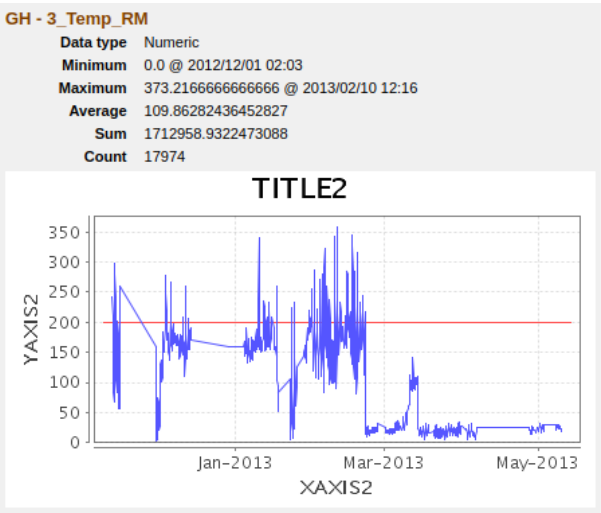 GH - 3_Temp_RM
Data type Numeric
Minimum 0.0 @ 2012/12/01 02:03
Maximum 373.2166666666666 @ 2013/02/10 12:16
Average 109.86282436452827
Sum 1712958.9322473088
Count 17974
TITLE2
350
300
250
200
150
100
50
0
YAXIS2
Jan-2013 Mar-2013 May-2013
XAXIS2